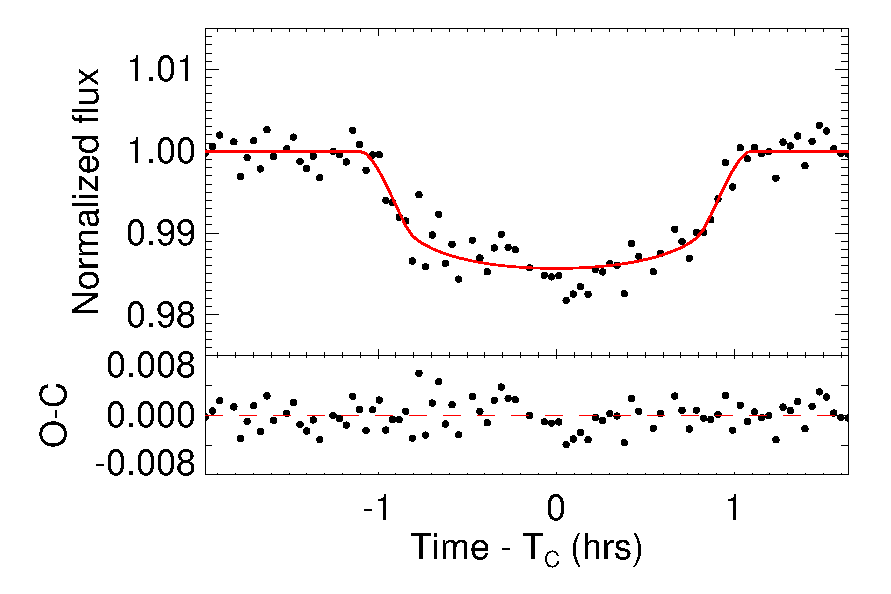 Normalized flux
1.01
1.00
0.99
0.98
O-C
0.008
0.000
-0.008
-1 0 1
Time - T_C (hrs)